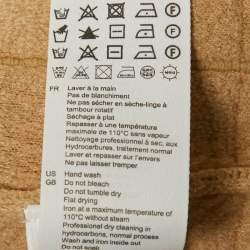 FR Laver à la main
Pas de blanchiment
Ne pas sécher en sèche-linge à
tambour rotatif
Séchage à plat
Repasser à une température
maximale de 110°C sans vapeur
Nettoyage professionnel à sec aux
Hydrocarbures, traitement normal
Laver et repasser sur l'envers
Ne pas laisser tremper
US Hand wash
GB Do not bleach
Do not tumble dry
Flat drying
Iron at a maximum temperature of
110°C without steam
Professional dry cleaning in
hydrocarbons, normal process
Wash and iron inside out
Do not soak